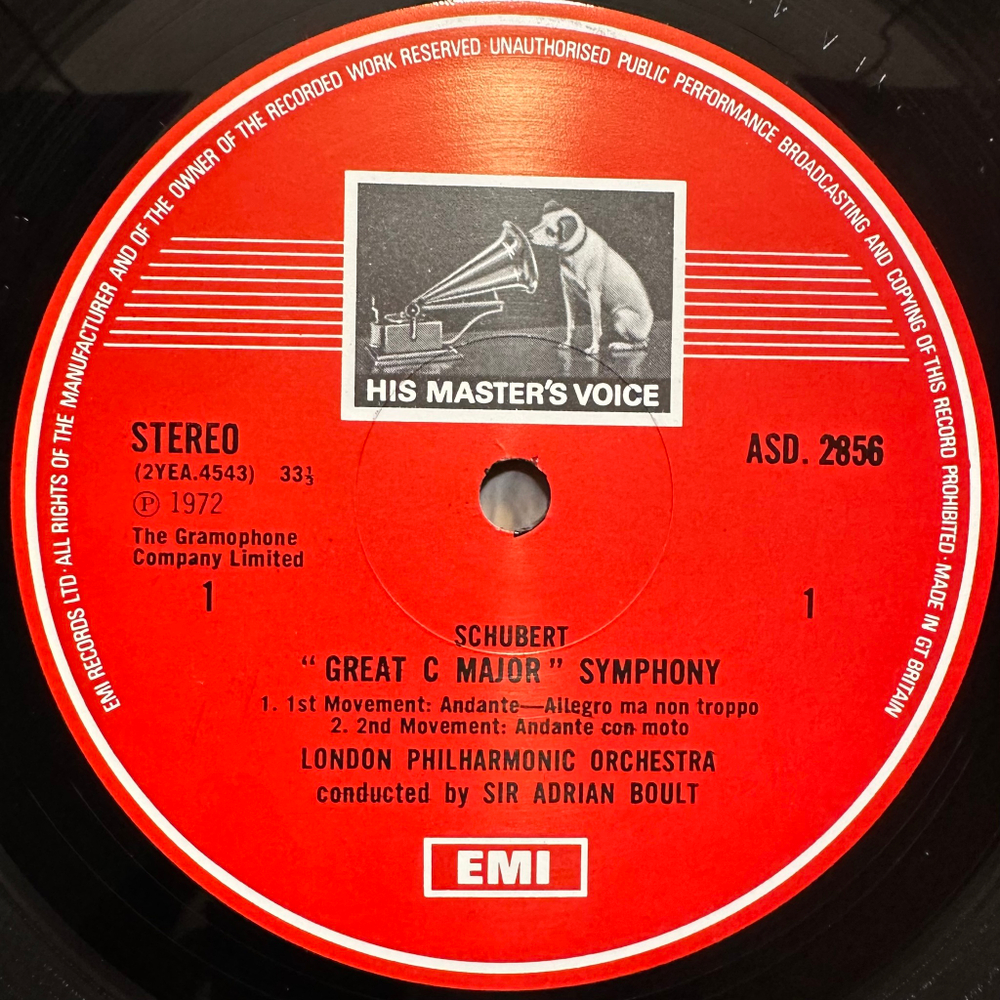 EMI RECORDS LTD · ALL RIGHTS OF THE MANUFACTURER AND OF THE OWNER OF THE RECORDED WORK RESERVED · UNAUTHORISED PUBLIC PERFORMANCE BROADCASTING AND COPYING OF THIS RECORD PROHIBITED · MADE IN GT BRITAIN
HIS MASTER'S VOICE
STEREO
ASD. 2856
(2YEA.4543) 33⅓
Ⓟ 1972
The Gramophone
Company Limited
1
1
SCHUBERT
“GREAT C MAJOR” SYMPHONY
1. 1st Movement: Andante—Allegro ma non troppo
2. 2nd Movement: Andante con moto
LONDON PHILHARMONIC ORCHESTRA
conducted by SIR ADRIAN BOULT
EMI